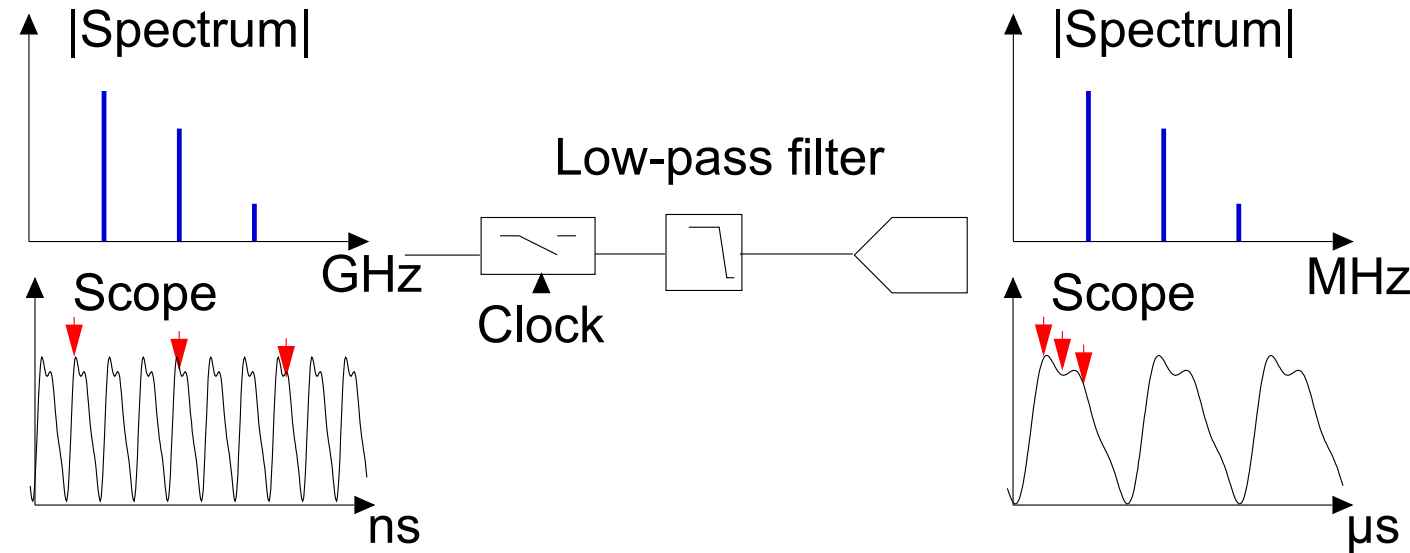 |Spectrum|
GHz
Scope
ns
Low-pass filter
Clock
|Spectrum|
MHz
Scope
µs